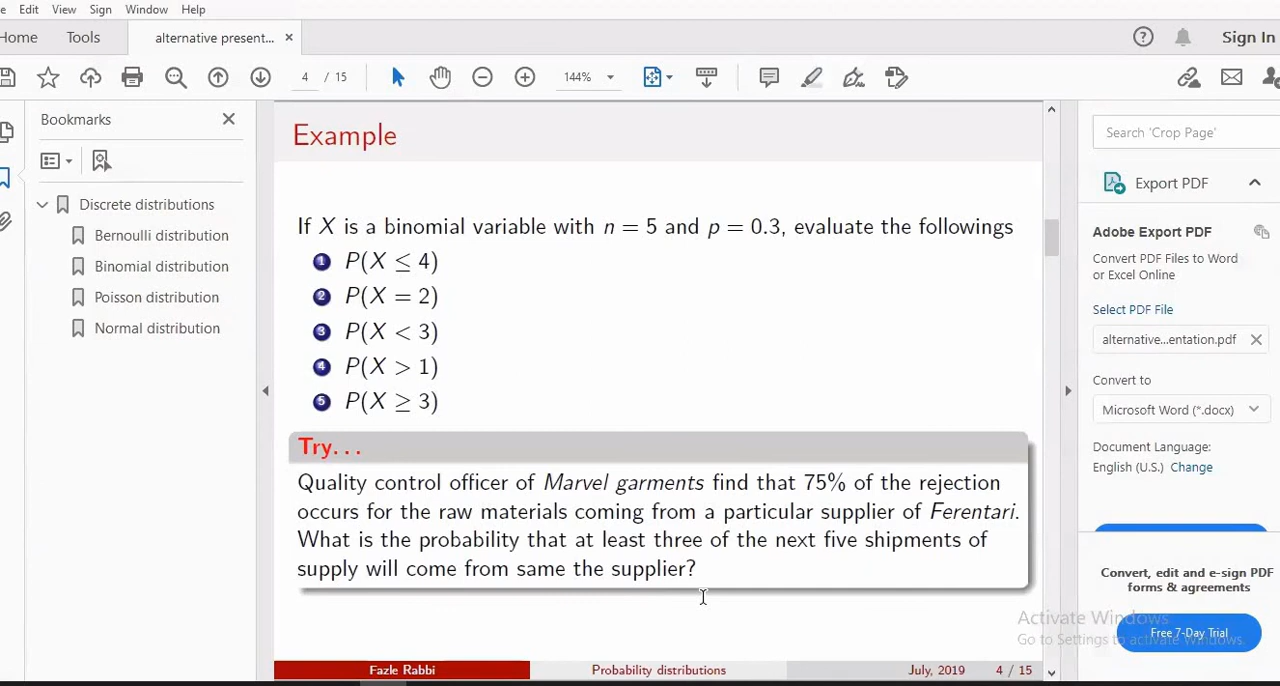 e Edit View Sign Window Help
Home Tools alternative present... ×
Sign In
4 / 15 144%
Bookmarks
Discrete distributions
Bernoulli distribution
Binomial distribution
Poisson distribution
Normal distribution
Example
If X is a binomial variable with n = 5 and p = 0.3, evaluate the followings
1 P(X ≤ 4)
2 P(X = 2)
3 P(X < 3)
4 P(X > 1)
5 P(X ≥ 3)
Try. . .
Quality control officer of Marvel garments find that 75% of the rejection
occurs for the raw materials coming from a particular supplier of Ferentari.
What is the probability that at least three of the next five shipments of
supply will come from same the supplier?
Fazle Rabbi Probability distributions July, 2019 4 / 15
Search 'Crop Page'
Export PDF
Adobe Export PDF
Convert PDF Files to Word
or Excel Online
Select PDF File
alternative...entation.pdf
Convert to
Microsoft Word (*.docx)
Document Language:
English (U.S.) Change
Convert, edit and e-sign PDF
forms & agreements
Free 7-Day Trial
Activate Windows
Go to Settings to activate Windows.